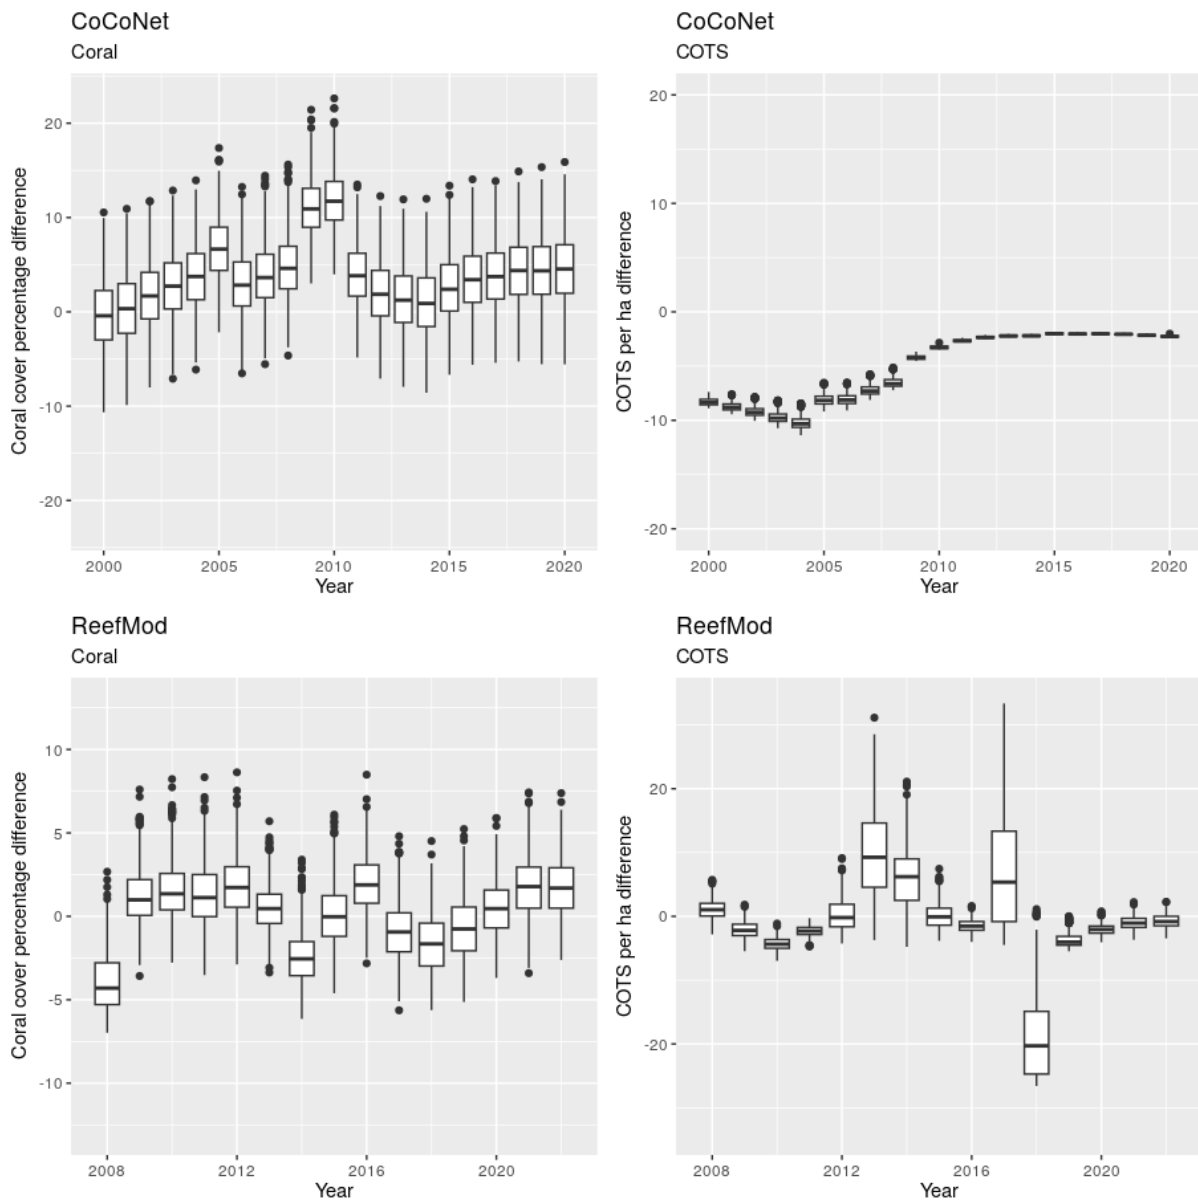 CoCoNet
Coral
Coral cover percentage difference
20
10
0
-10
-20
2000 2005 2010 2015 2020
Year
CoCoNet
COTS
COTS per ha difference
20
10
0
-10
-20
2000 2005 2010 2015 2020
Year
ReefMod
Coral
Coral cover percentage difference
10
5
0
-5
-10
2008 2012 2016 2020
Year
ReefMod
COTS
COTS per ha difference
20
0
-20
2008 2012 2016 2020
Year